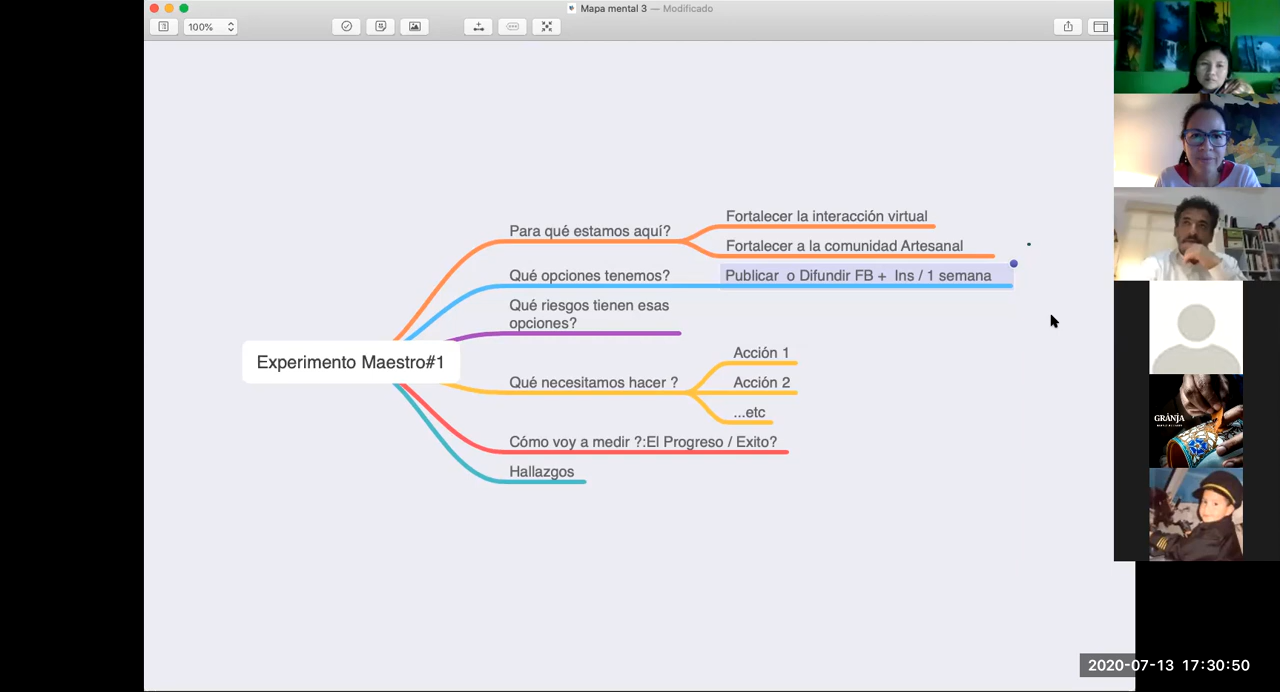 Mapa mental 3 — Modificado
100%
Para qué estamos aquí?
Fortalecer la interacción virtual
Fortalecer a la comunidad Artesanal
Qué opciones tenemos?
Publicar  o Difundir FB +  Ins / 1 semana
Qué riesgos tienen esas
opciones?
Experimento Maestro#1
Qué necesitamos hacer ?
Acción 1
Acción 2
...etc
Cómo voy a medir ?:El Progreso / Exito?
Hallazgos
GRANJA
2020-07-13  17:30:50